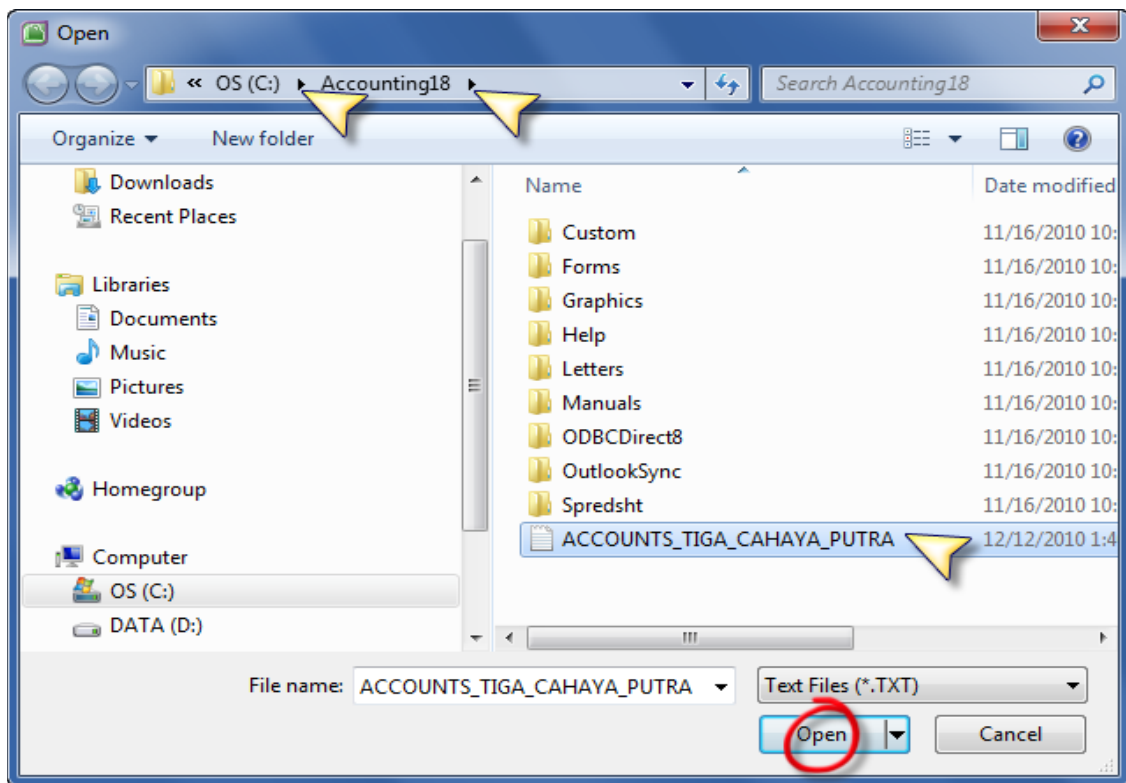 Open
« OS (C:) Accounting18 Search Accounting18
Organize New folder
Downloads
Recent Places
Libraries
Documents
Music
Pictures
Videos
Homegroup
Computer
OS (C:)
DATA (D:)
Name Date modified
Custom 11/16/2010 10:
Forms 11/16/2010 10:
Graphics 11/16/2010 10:
Help 11/16/2010 10:
Letters 11/16/2010 10:
Manuals 11/16/2010 10:
ODBCDirect8 11/16/2010 10:
OutlookSync 11/16/2010 10:
Spredsht 11/16/2010 10:
ACCOUNTS_TIGA_CAHAYA_PUTRA 12/12/2010 1:4
File name: ACCOUNTS_TIGA_CAHAYA_PUTRA Text Files (*.TXT)
Open Cancel